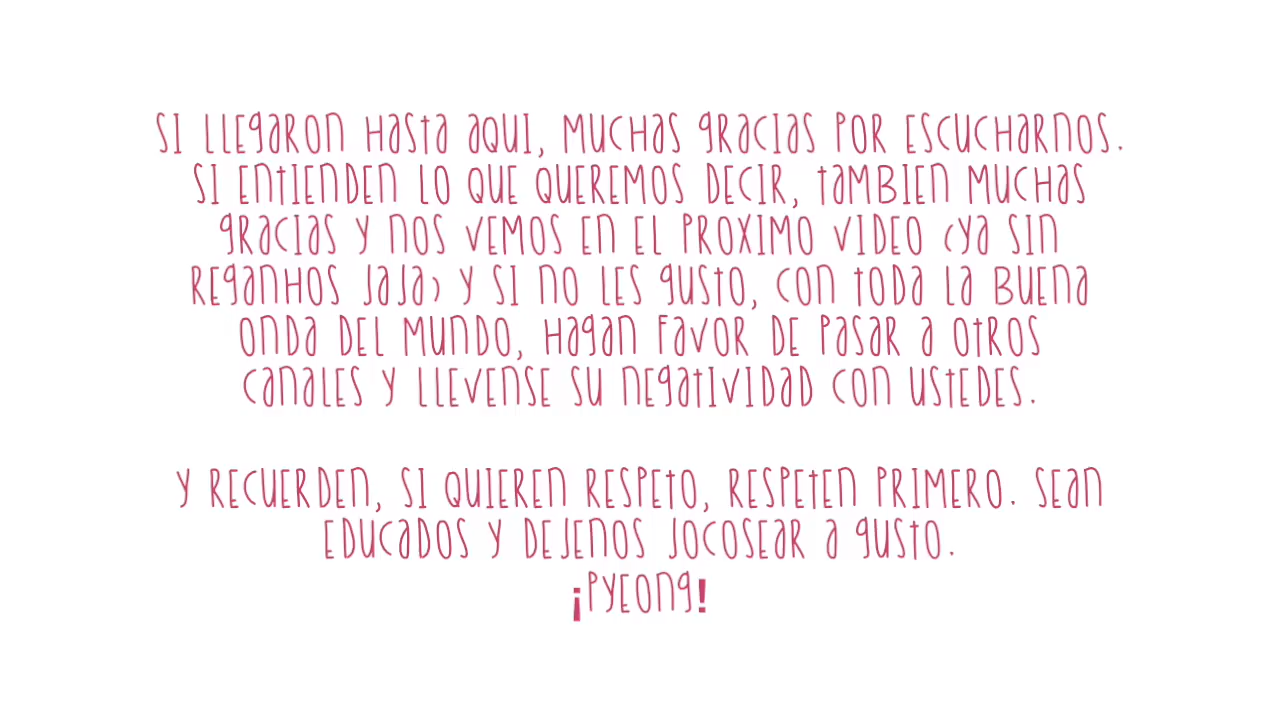 SI LLEGARON HASTA AQUI, MUCHAS GRACIAS POR ESCUCHARNOS.
SI ENTIENDEN LO QUE QUEREMOS DECIR, TAMBIEN MUCHAS
GRACIAS Y NOS VEMOS EN EL PROXIMO VIDEO (YA SIN
REGANHOS JAJA) Y SI NO LES GUSTO, CON TODA LA BUENA
ONDA DEL MUNDO, HAGAN FAVOR DE PASAR A OTROS
CANALES Y LLEVENSE SU NEGATIVIDAD CON USTEDES.
Y RECUERDEN, SI QUIEREN RESPETO, RESPETEN PRIMERO. SEAN
EDUCADOS Y DEJENOS JOCOSEAR A GUSTO.
¡PYEONG!